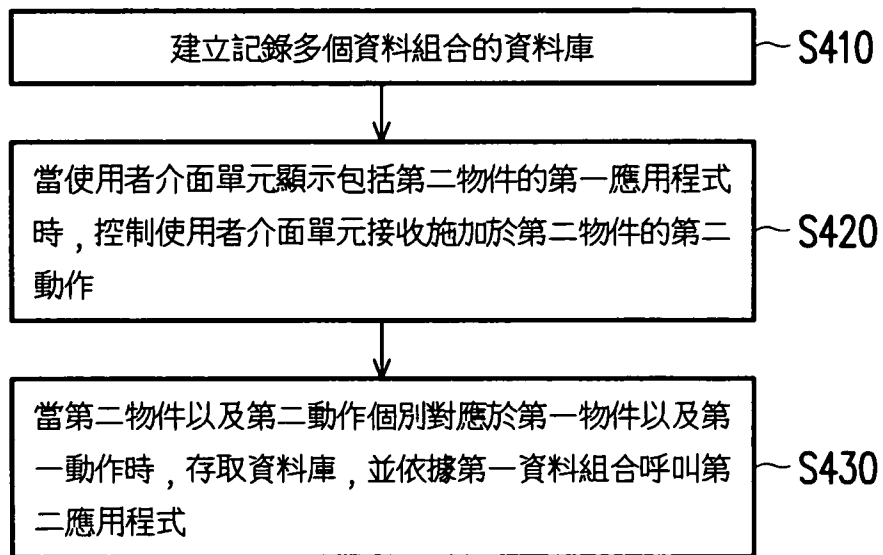 建立記錄多個資料組合的資料庫
S410
當使用者介面單元顯示包括第二物件的第一應用程式
時，控制使用者介面單元接收施加於第二物件的第二
動作
S420
當第二物件以及第二動作個別對應於第一物件以及第
一動作時，存取資料庫，並依據第一資料組合呼叫第
二應用程式
S430